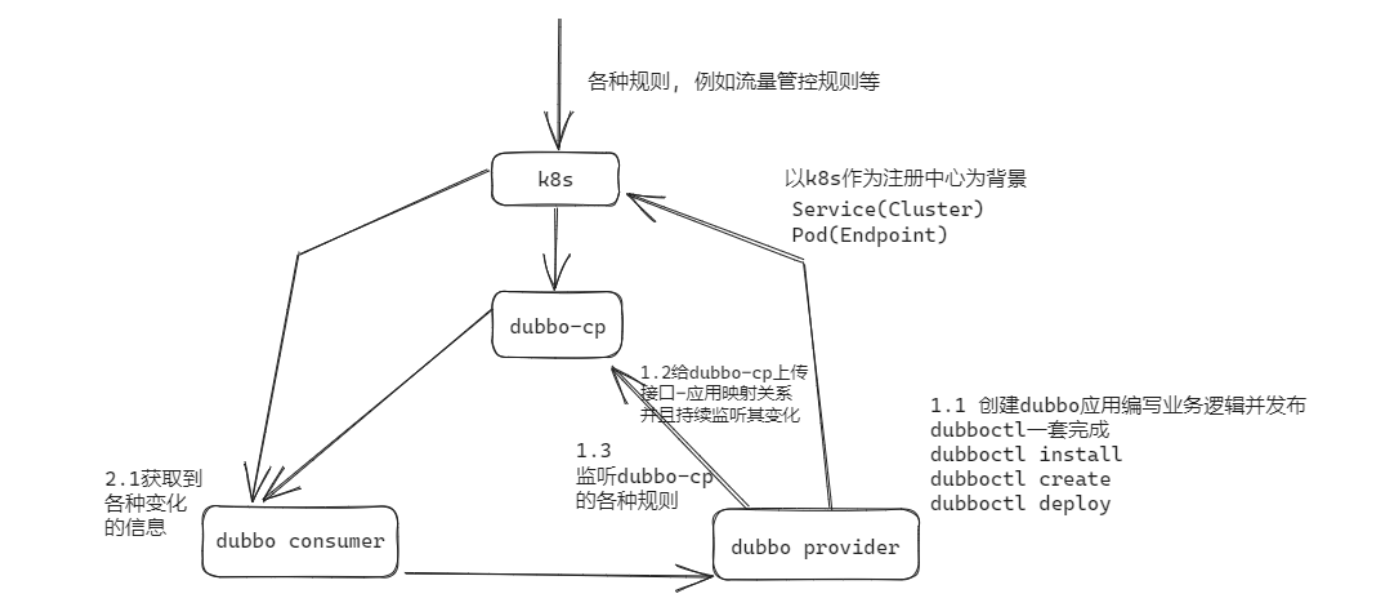 各种规则, 例如流量管控规则等
k8s
以k8s作为注册中心为背景
Service(Cluster)
Pod(Endpoint)
dubbo-cp
1.2给dubbo-cp上传
接口-应用映射关系
并且持续监听其变化
1.1 创建dubbo应用编写业务逻辑并发布
dubboctl一套完成
dubboctl install
dubboctl create
dubboctl deploy
1.3
监听dubbo-cp
的各种规则
2.1获取到
各种变化
的信息
dubbo consumer
dubbo provider